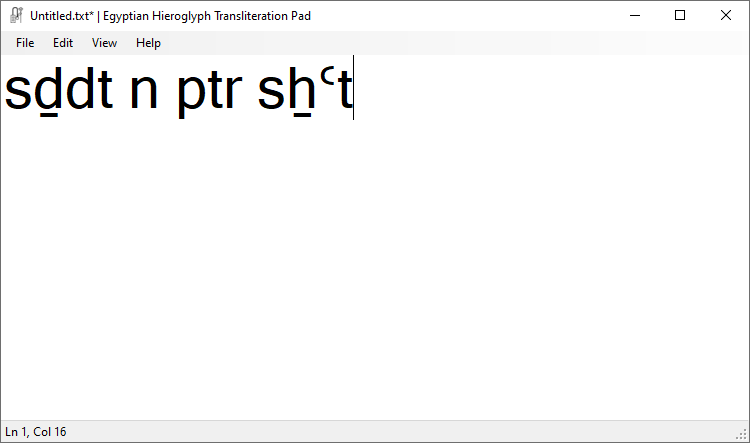 Untitled.txt* | Egyptian Hieroglyph Transliteration Pad
File Edit View Help
sḏdt n ptr sẖꜥt
Ln 1, Col 16